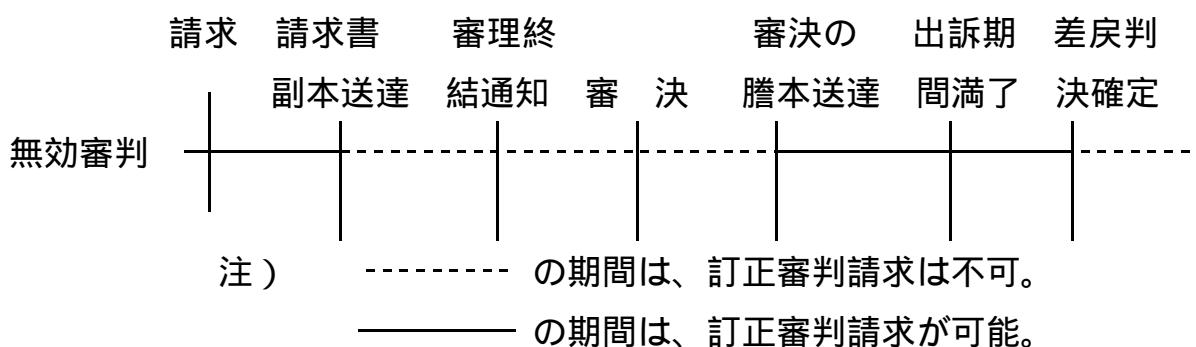 請求 請求書 審理終 審決の 出訴期 差戻判
副本送達 結通知 審 決 謄本送達 間満了 決確定
無効審判
注） の期間は、訂正審判請求は不可。
の期間は、訂正審判請求が可能。